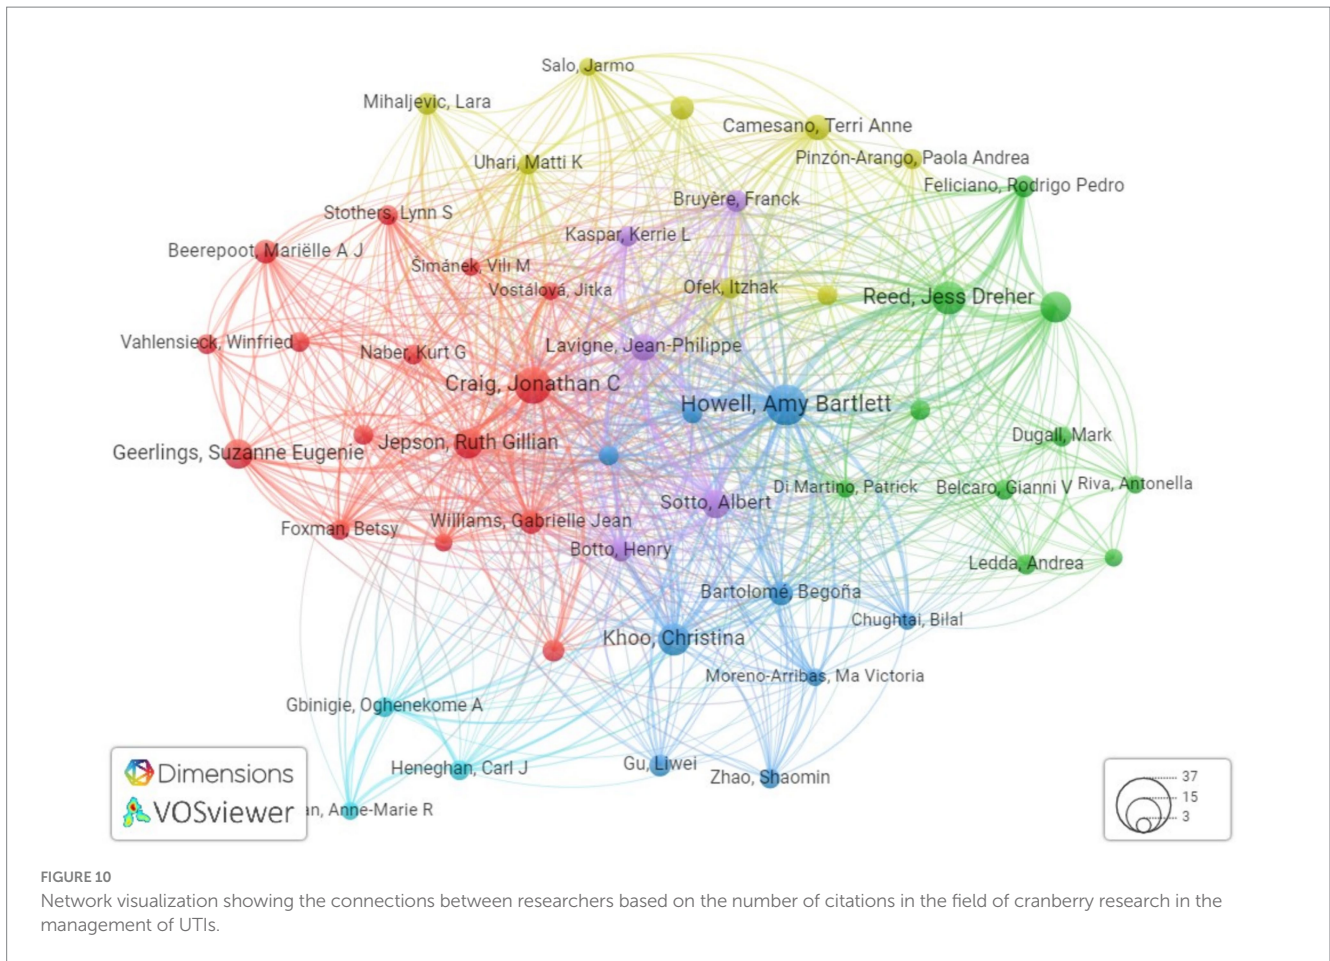 Salo, Jarmo
Mihaljevic, Lara
Camesano, Terri Anne
Uhari, Matti K
Pinzón-Arango, Paola Andrea
Feliciano, Rodrigo Pedro
Bruyère, Franck
Stothers, Lynn S
Kaspar, Kerrie L
Beerepoot, Mariëlle A J
Šimánek, Vili M
Vostálová, Jitka
Ofek, Itzhak
Reed, Jess Dreher
Vahlensieck, Winfried
Naber, Kurt G
Lavigne, Jean-Philippe
Craig, Jonathan C
Howell, Amy Bartlett
Dugall, Mark
Geerlings, Suzanne Eugenie
Jepson, Ruth Gillian
Di Martino, Patrick
Belcaro, Gianni V
Riva, Antonella
Sotto, Albert
Foxman, Betsy
Williams, Gabrielle Jean
Botto, Henry
Ledda, Andrea
Bartolomé, Begoña
Chughtai, Bilal
Khoo, Christina
Moreno-Arribas, Ma Victoria
Gbinigie, Oghenekome A
Heneghan, Carl J
Gu, Liwei
Zhao, Shaomin
an, Anne-Marie R
Dimensions
VOSviewer
37
15
3
FIGURE 10
Network visualization showing the connections between researchers based on the number of citations in the field of cranberry research in the
management of UTIs.